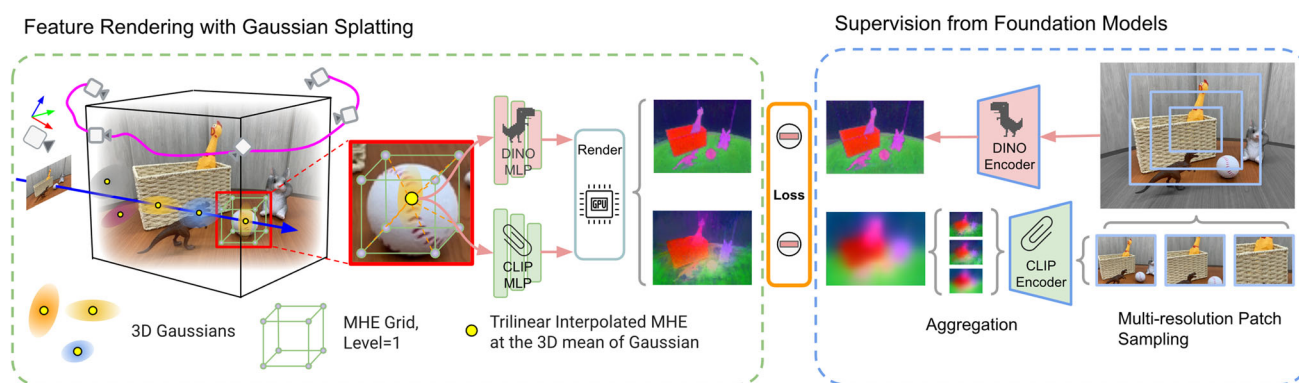 Feature Rendering with Gaussian Splatting
Supervision from Foundation Models
DINO
MLP
CLIP
MLP
Render
GPU
Loss
DINO
Encoder
CLIP
Encoder
Aggregation
Multi-resolution Patch
Sampling
3D Gaussians
MHE Grid,
Level=1
Trilinear Interpolated MHE
at the 3D mean of Gaussian